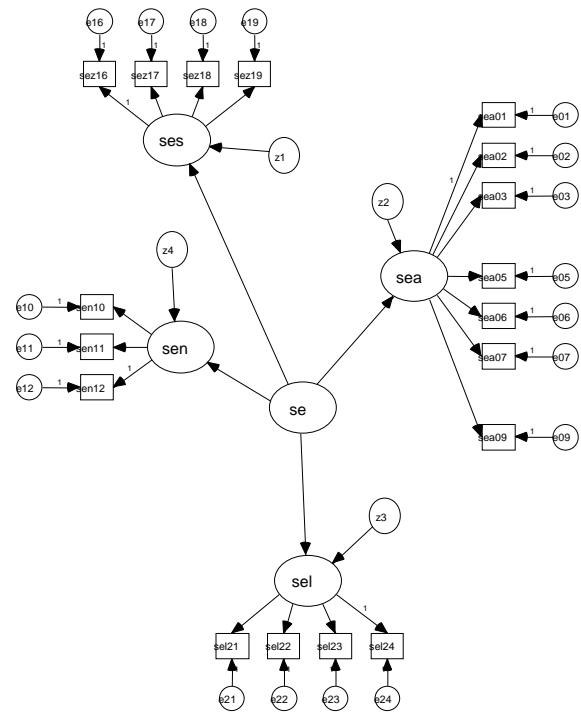 e16 e17 e18 e19
1 1 1 1
sez16 sez17 sez18 sez19
1
ses
z1
sea01 1 e01
sea02 1 e02
sea03 1 e03
1
z2
sea
sea05 1 e05
sea06 1 e06
sea07 1 e07
sea09 1 e09
z4
e10 1 sen10
e11 1 sen11
e12 1 sen12
1
sen
se
z3
sel
1
sel21 sel22 sel23 sel24
e21 e22 e23 e24